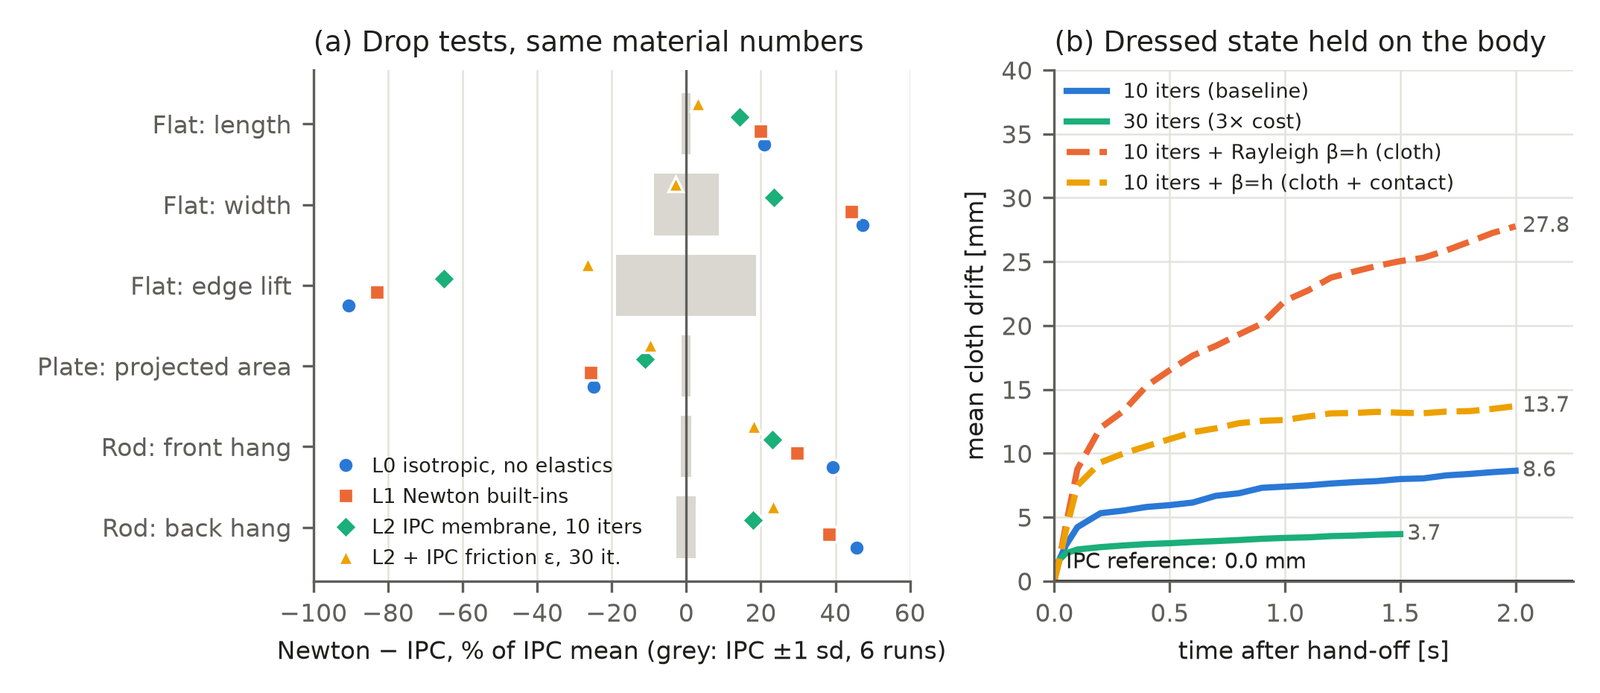 (a) Drop tests, same material numbers
Flat: length
Flat: width
Flat: edge lift
Plate: projected area
Rod: front hang
Rod: back hang
L0 isotropic, no elastics
L1 Newton built-ins
L2 IPC membrane, 10 iters
L2 + IPC friction ε, 30 it.
−100 −80 −60 −40 −20 0 20 40 60
Newton − IPC, % of IPC mean (grey: IPC ±1 sd, 6 runs)
(b) Dressed state held on the body
mean cloth drift [mm]
40
35
30
25
20
15
10
5
0
10 iters (baseline)
30 iters (3× cost)
10 iters + Rayleigh β=h (cloth)
10 iters + β=h (cloth + contact)
27.8
13.7
8.6
3.7
IPC reference: 0.0 mm
0.0 0.5 1.0 1.5 2.0
time after hand-off [s]